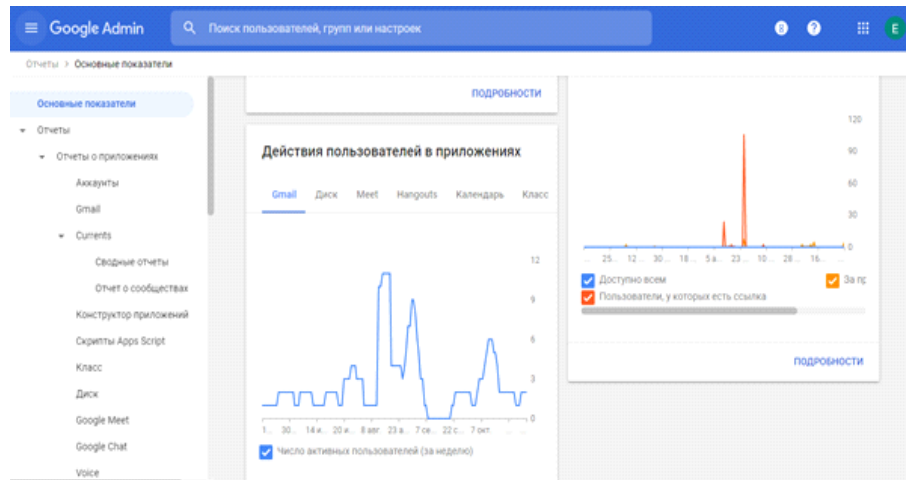 Google Admin
Поиск пользователей, групп или настроек
8
?
E
Отчеты > Основные показатели
Основные показатели
Отчеты
Отчеты о приложениях
Аккаунты
Gmail
Currents
Сводные отчеты
Отчет о сообществах
Конструктор приложений
Скрипты Apps Script
Класс
Диск
Google Meet
Google Chat
Voice
ПОДРОБНОСТИ
Действия пользователей в приложениях
Gmail Диск Meet Hangouts Календарь Класс
12
9
6
3
0
1... 30... 14 и... 20 и... 8 авг 23 а... 7 се... 22 с... 7 окт. ...
Число активных пользователей (за неделю)
120
90
60
30
0
... 25... 12... 30... 18... 5 а... 23... 10... 28... 16... ...
Доступно всем
За пр
Пользователи, у которых есть ссылка
ПОДРОБНОСТИ